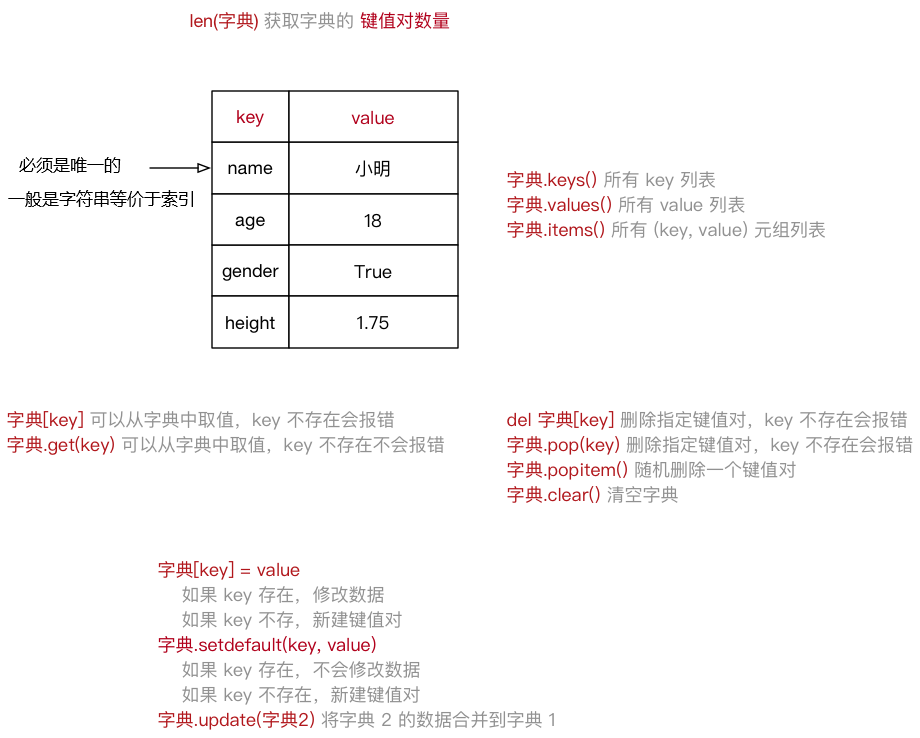 len(字典) 获取字典的 键值对数量
key value
必须是唯一的
name 小明
一般是字符串等价于索引
age 18
gender True
height 1.75
字典.keys() 所有 key 列表
字典.values() 所有 value 列表
字典.items() 所有 (key, value) 元组列表
字典[key] 可以从字典中取值，key 不存在会报错
字典.get(key) 可以从字典中取值，key 不存在不会报错
del 字典[key] 删除指定键值对，key 不存在会报错
字典.pop(key) 删除指定键值对，key 不存在会报错
字典.popitem() 随机删除一个键值对
字典.clear() 清空字典
字典[key] = value
如果 key 存在，修改数据
如果 key 不存，新建键值对
字典.setdefault(key, value)
如果 key 存在，不会修改数据
如果 key 不存在，新建键值对
字典.update(字典2) 将字典 2 的数据合并到字典 1